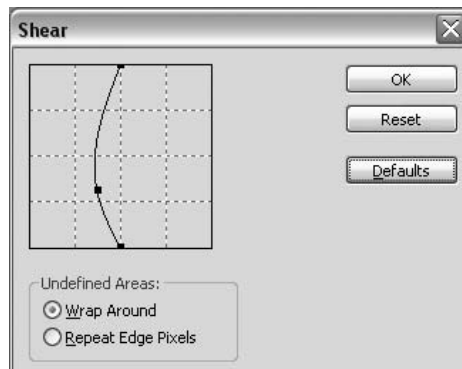 Shear
OK
Reset
Defaults
Undefined Areas:
Wrap Around
Repeat Edge Pixels